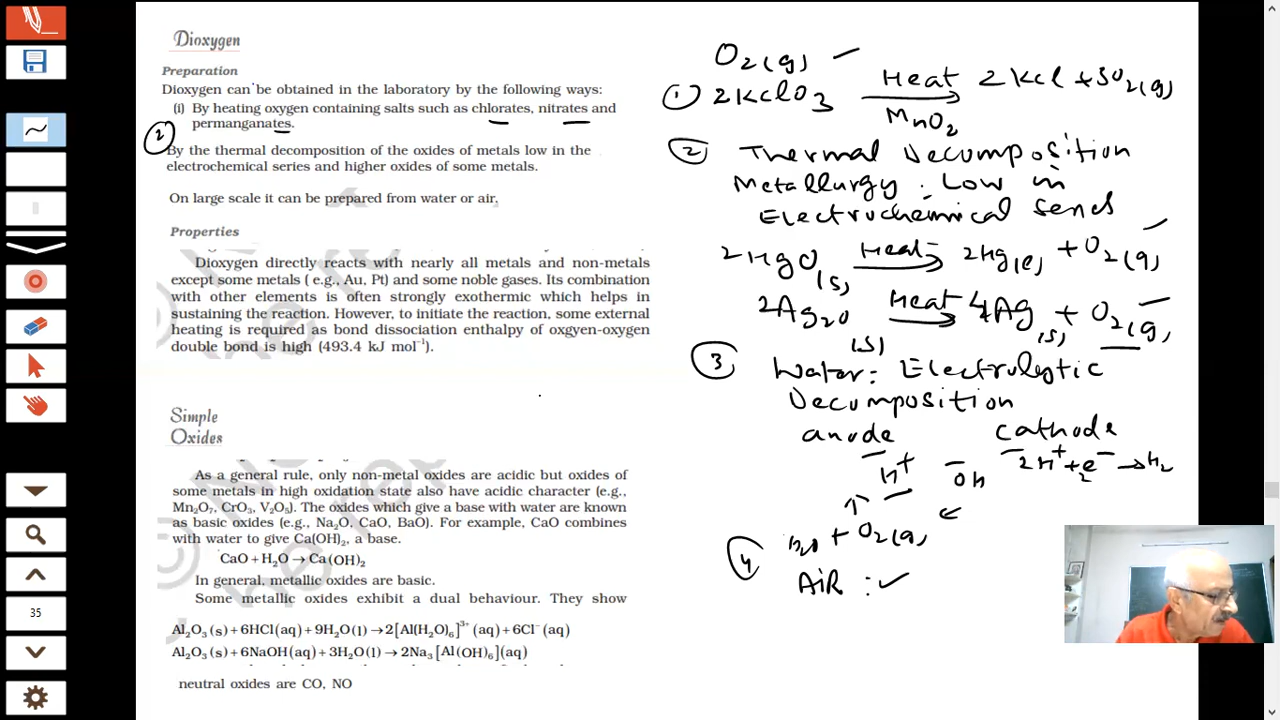 Dioxygen
Preparation
Dioxygen can be obtained in the laboratory by the following ways:
(i) By heating oxygen containing salts such as chlorates, nitrates and
permanganates.
2
By the thermal decomposition of the oxides of metals low in the
electrochemical series and higher oxides of some metals.
On large scale it can be prepared from water or air.
Properties
Dioxygen directly reacts with nearly all metals and non-metals
except some metals ( e.g., Au, Pt) and some noble gases. Its combination
with other elements is often strongly exothermic which helps in
sustaining the reaction. However, to initiate the reaction, some external
heating is required as bond dissociation enthalpy of oxgyen-oxygen
double bond is high (493.4 kJ mol⁻¹).
Simple
Oxides
As a general rule, only non-metal oxides are acidic but oxides of
some metals in high oxidation state also have acidic character (e.g.,
Mn₂O₇, CrO₃, V₂O₅). The oxides which give a base with water are known
as basic oxides (e.g., Na₂O, CaO, BaO). For example, CaO combines
with water to give Ca(OH)₂, a base.
CaO + H₂O → Ca(OH)₂
In general, metallic oxides are basic.
Some metallic oxides exhibit a dual behaviour. They show
Al₂O₃(s) + 6HCl(aq) + 9H₂O(l) → 2[Al(H₂O)₆]³⁺(aq) + 6Cl⁻(aq)
Al₂O₃(s) + 6NaOH(aq) + 3H₂O(l) → 2Na₃[Al(OH)₆](aq)
neutral oxides are CO, NO
O₂(g)
① 2KClO₃ Heat MnO₂ 2KCl + 3O₂(g)
② Thermal Decomposition
Metallurgy : Low in
Electrochemical
2HgO(s) Heat 2Hg(l) + O₂(g)
2Ag₂O(s) Heat 4Ag(s) + O₂(g)
③ Water : Electrolytic
Decomposition
anode cathode
H⁺ OH 2H⁺ + 2e⁻ → H₂
H₂O + O₂(g)
④ AiR :
35